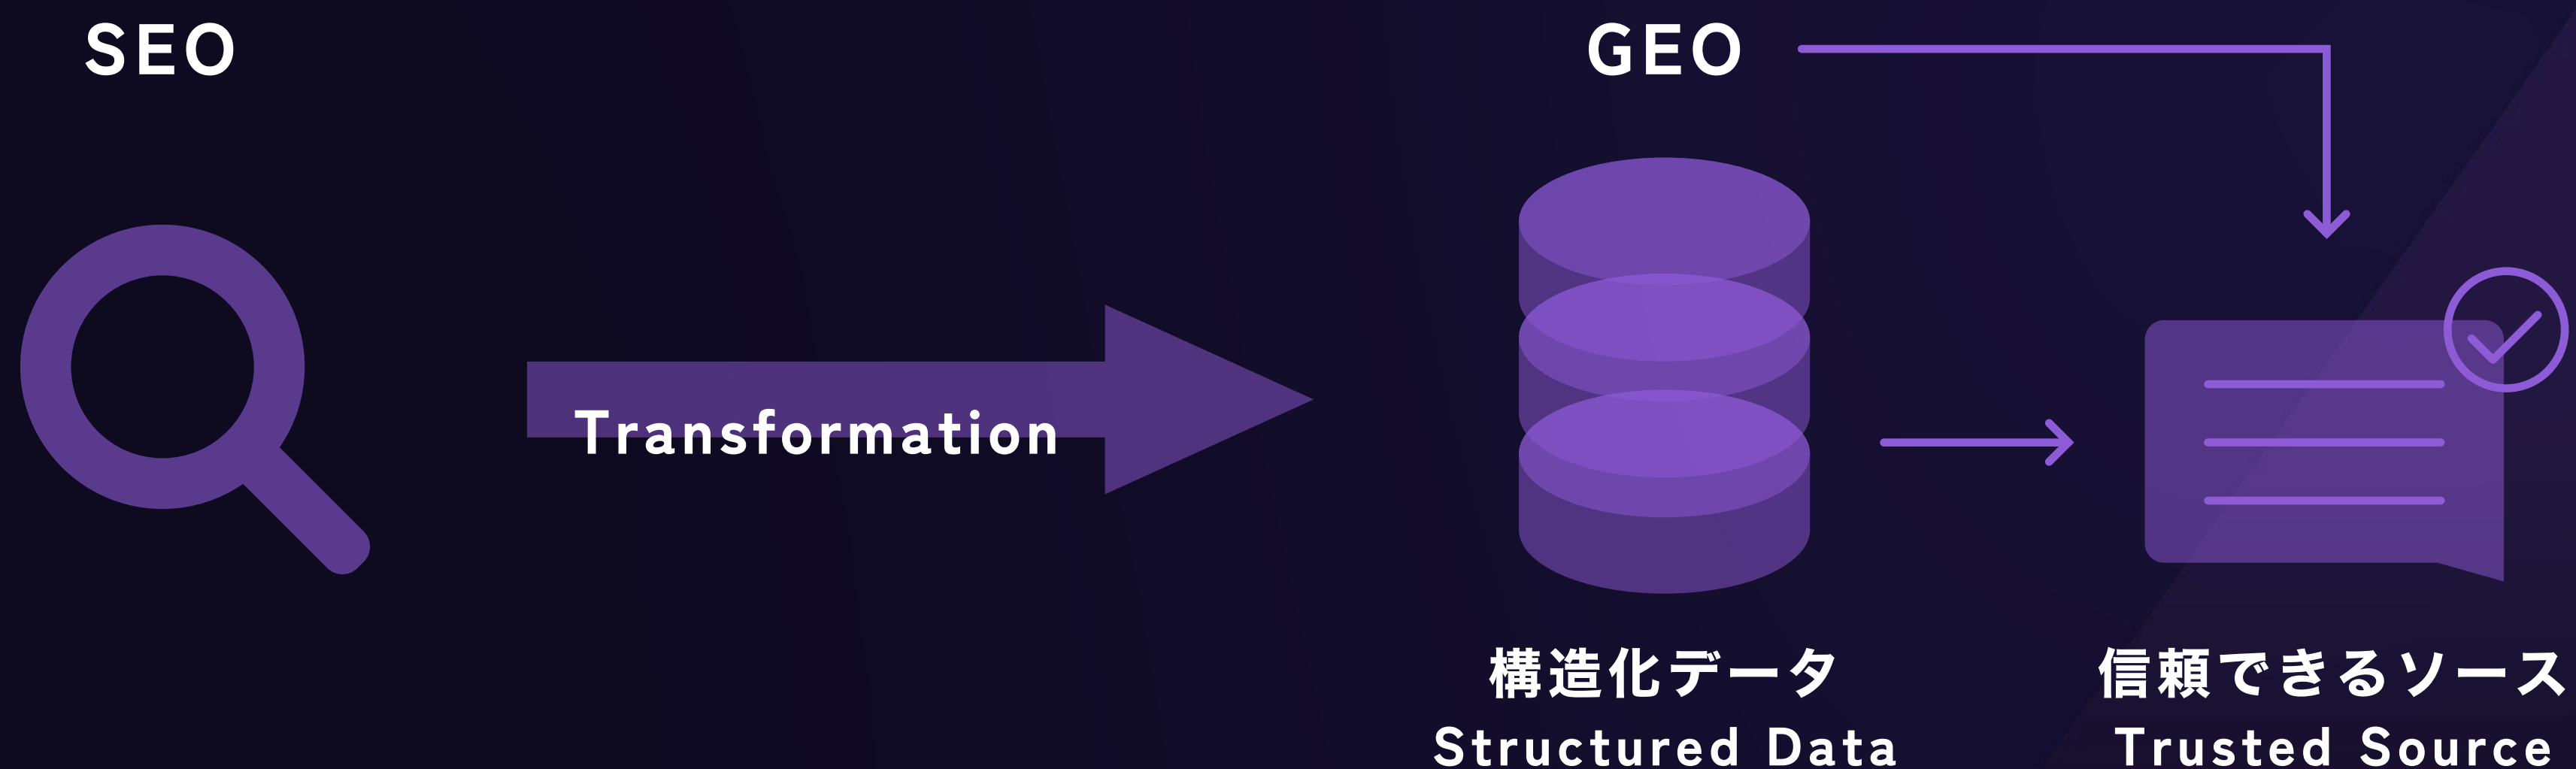 SEO
GEO
Transformation
構造化データ
Structured Data
信頼できるソース
Trusted Source